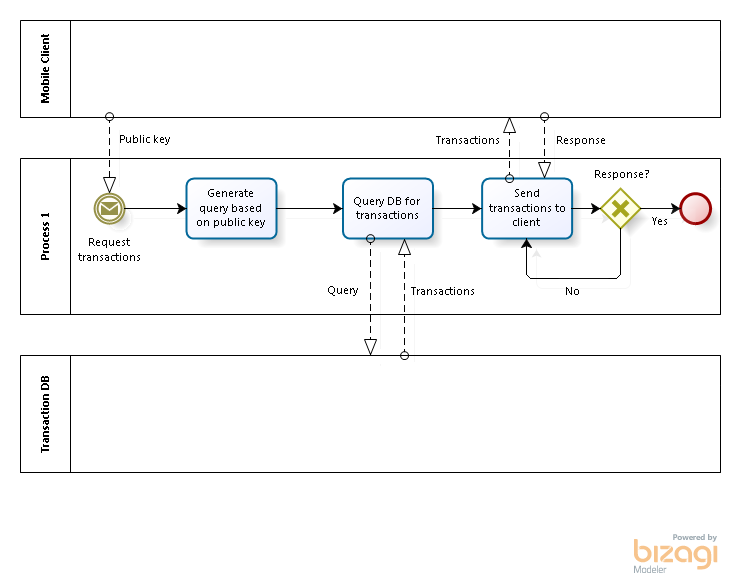 Mobile Client
Public key
Transactions
Response
Process 1
Request
transactions
Generate
query based
on public key
Query DB for
transactions
Send
transactions to
client
Response?
Yes
No
Query
Transactions
Transaction DB
Powered by
bizagi
Modeler